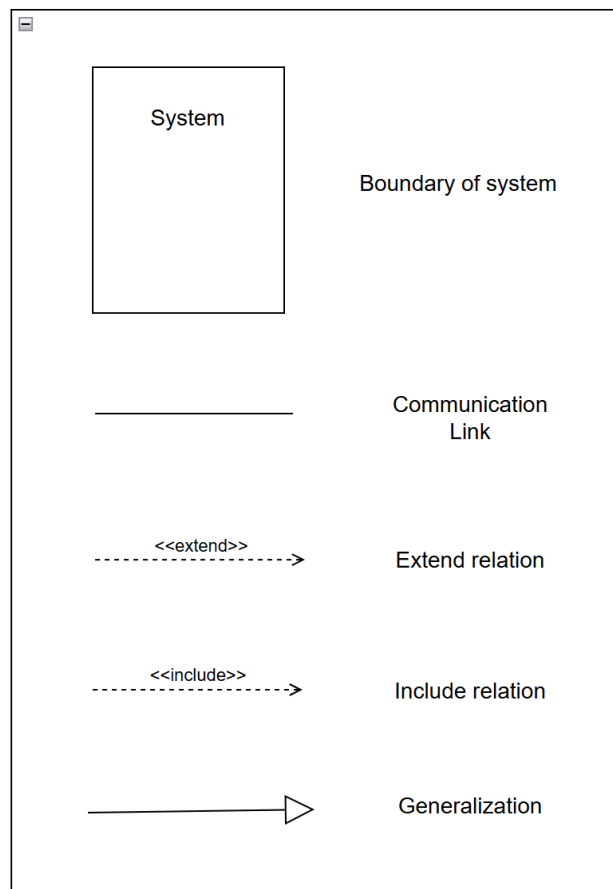 System
Boundary of system
Communication
Link
<<extend>>
Extend relation
<<include>>
Include relation
Generalization